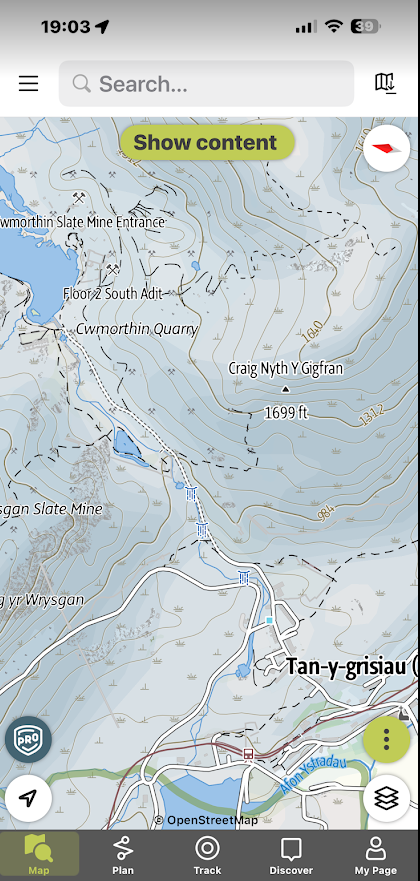 19:03
39
Search...
Show content
1640
wmorthin Slate Mine Entrance
Floor 2 South Adit
Cwmorthin Quarry
1640
Craig Nyth Y Gigfran
1699 ft
1312
sgan Slate Mine
984
g yr Wrysgan
Tan-y-grisiau (
PRO
Afon Ystradau
© OpenStreetMap
Map
Plan
Track
Discover
My Page